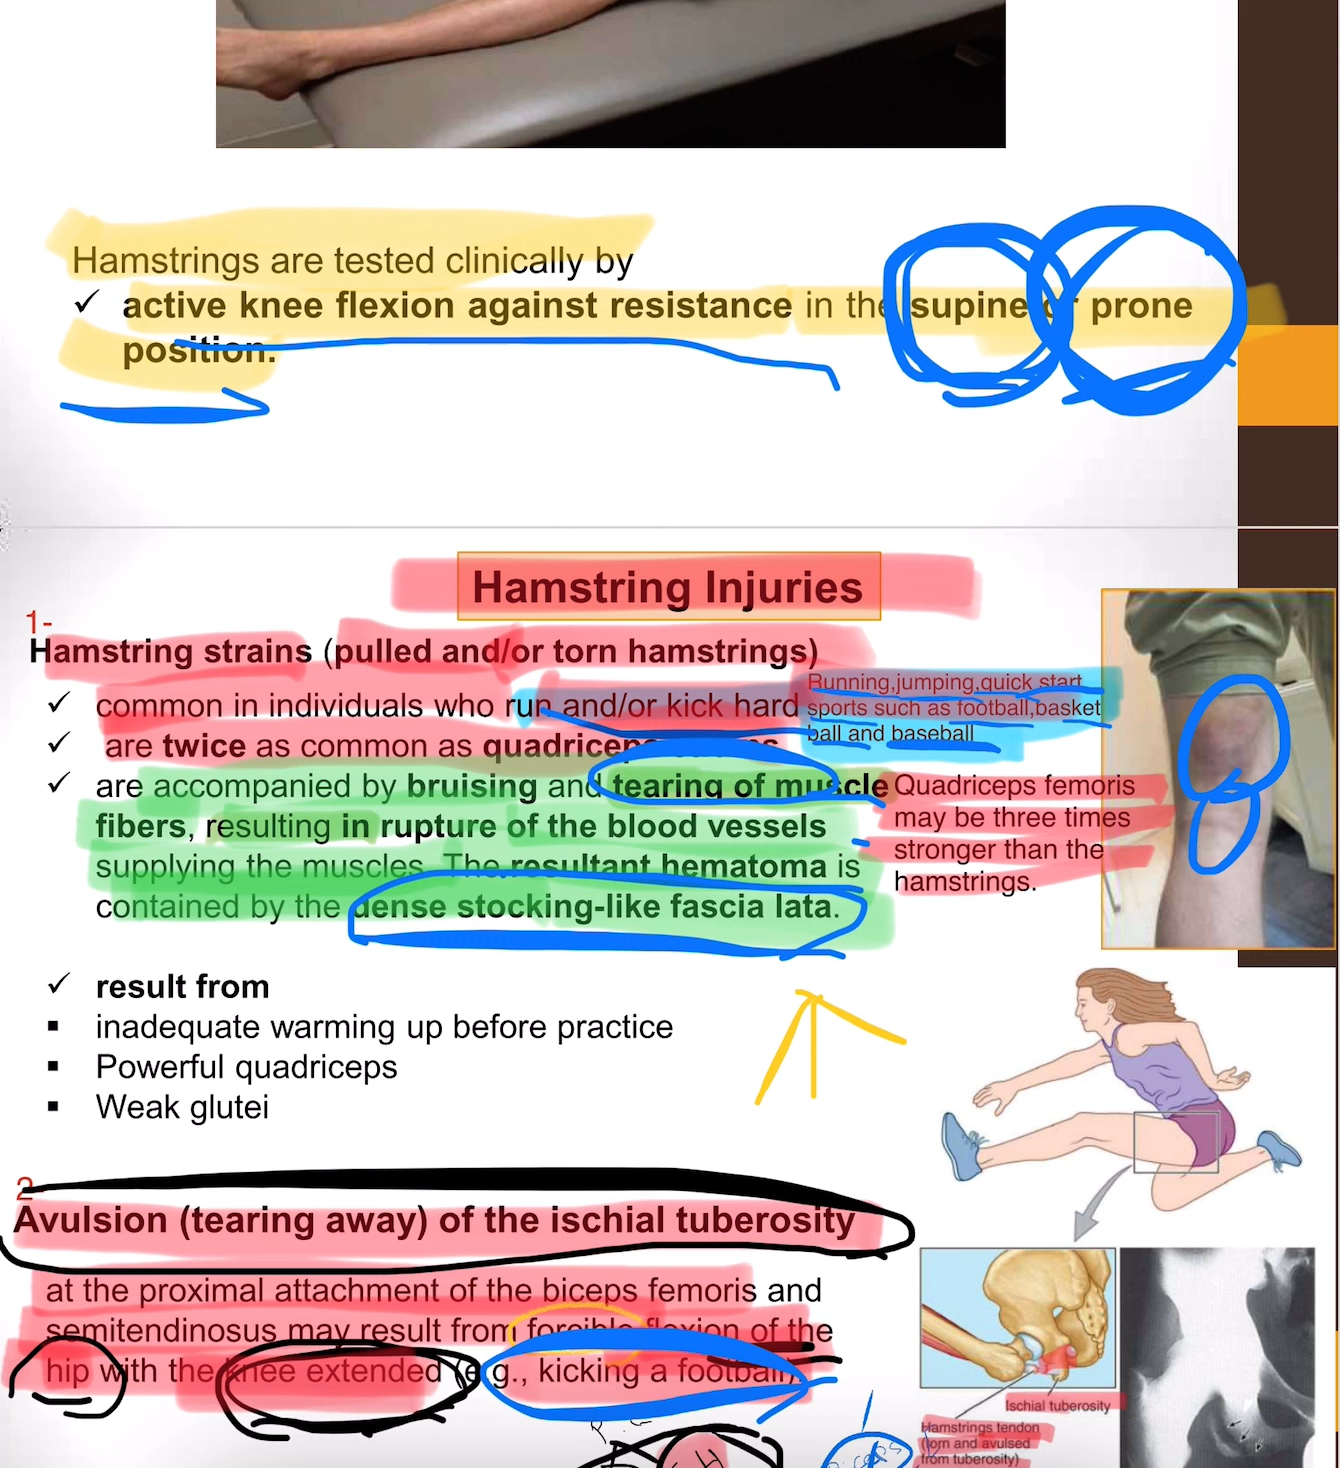 Hamstrings are tested clinically by
✓ active knee flexion against resistance in the supine or prone
position.
Hamstring Injuries
1-
Hamstring strains (pulled and/or torn hamstrings)
✓ common in individuals who run and/or kick hard
Running,jumping,quick start
sports such as football,basket
ball and baseball
✓ are twice as common as quadriceps
✓ are accompanied by bruising and tearing of muscle
fibers, resulting in rupture of the blood vessels
supplying the muscles. The resultant hematoma is
contained by the dense stocking-like fascia lata.
Quadriceps femoris
may be three times
stronger than the
hamstrings.
✓ result from
▪ inadequate warming up before practice
▪ Powerful quadriceps
▪ Weak glutei
2-
Avulsion (tearing away) of the ischial tuberosity
at the proximal attachment of the biceps femoris and
semitendinosus may result from forcible flexion of the
hip with the knee extended (e.g., kicking a football).
Ischial tuberosity
Hamstrings tendon
(torn and avulsed
from tuberosity)